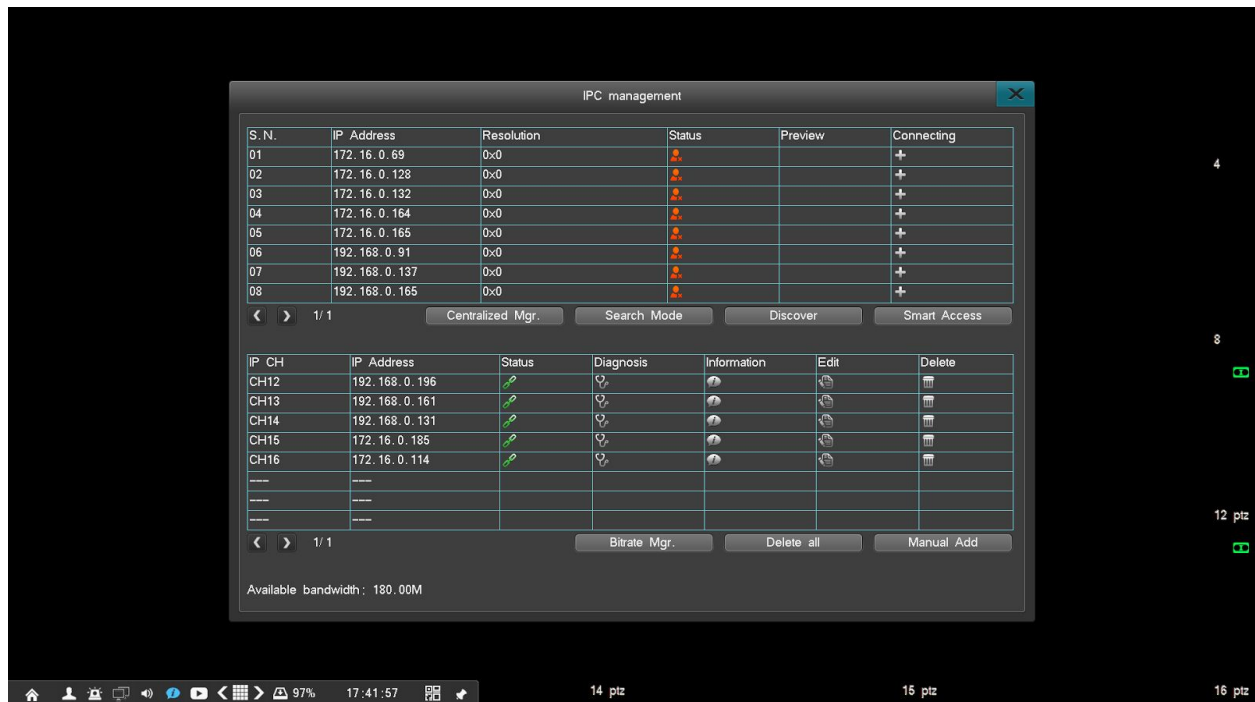 IPC management
S.N. IP Address Resolution Status Preview Connecting
01 172.16.0.69 0x0
02 172.16.0.128 0x0
03 172.16.0.132 0x0
04 172.16.0.164 0x0
05 172.16.0.165 0x0
06 192.168.0.91 0x0
07 192.168.0.137 0x0
08 192.168.0.165 0x0
1/1 Centralized Mgr. Search Mode Discover Smart Access
IP CH IP Address Status Diagnosis Information Edit Delete
CH12 192.168.0.196
CH13 192.168.0.161
CH14 192.168.0.131
CH15 172.16.0.185
CH16 172.16.0.114
--- ---
--- ---
--- ---
1/1 Bitrate Mgr. Delete all Manual Add
Available bandwidth: 180.00M
4
8
12 ptz
97% 17:41:57 14 ptz 15 ptz 16 ptz